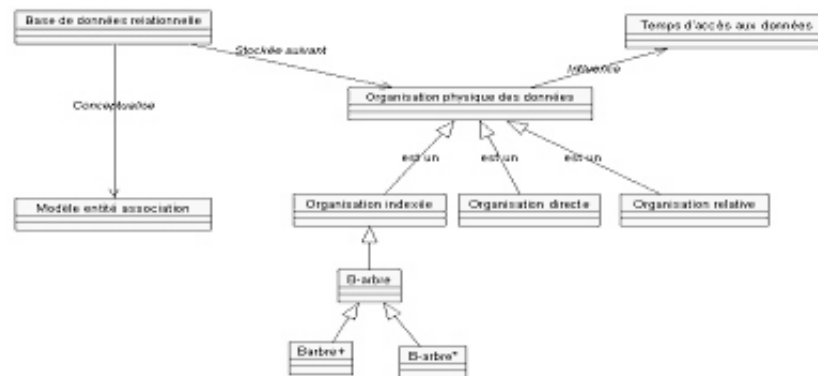 Base de données relationnelle
Temps d'accès aux données
Stockée suivant
Influence
Organisation physique des données
Conceptualise
est un
est un
est un
Modèle entité association
Organisation indexée
Organisation directe
Organisation relative
B-arbre
Barbre+
B-arbre*